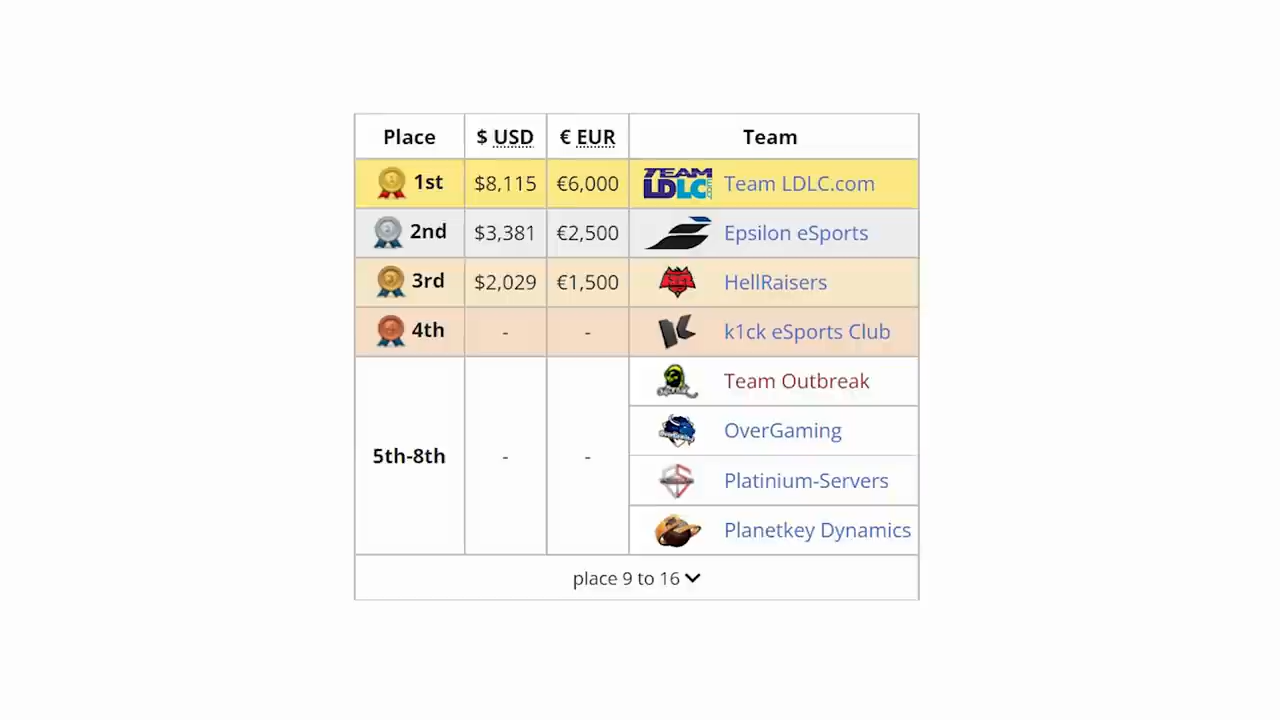 Place $ USD € EUR Team
1st $8,115 €6,000 TEAM LDLC.com Team LDLC.com
2nd $3,381 €2,500 Epsilon eSports
3rd $2,029 €1,500 HellRaisers
4th - - k1ck eSports Club
5th-8th - - Team Outbreak
OverGaming
Platinium-Servers
Planetkey Dynamics
place 9 to 16